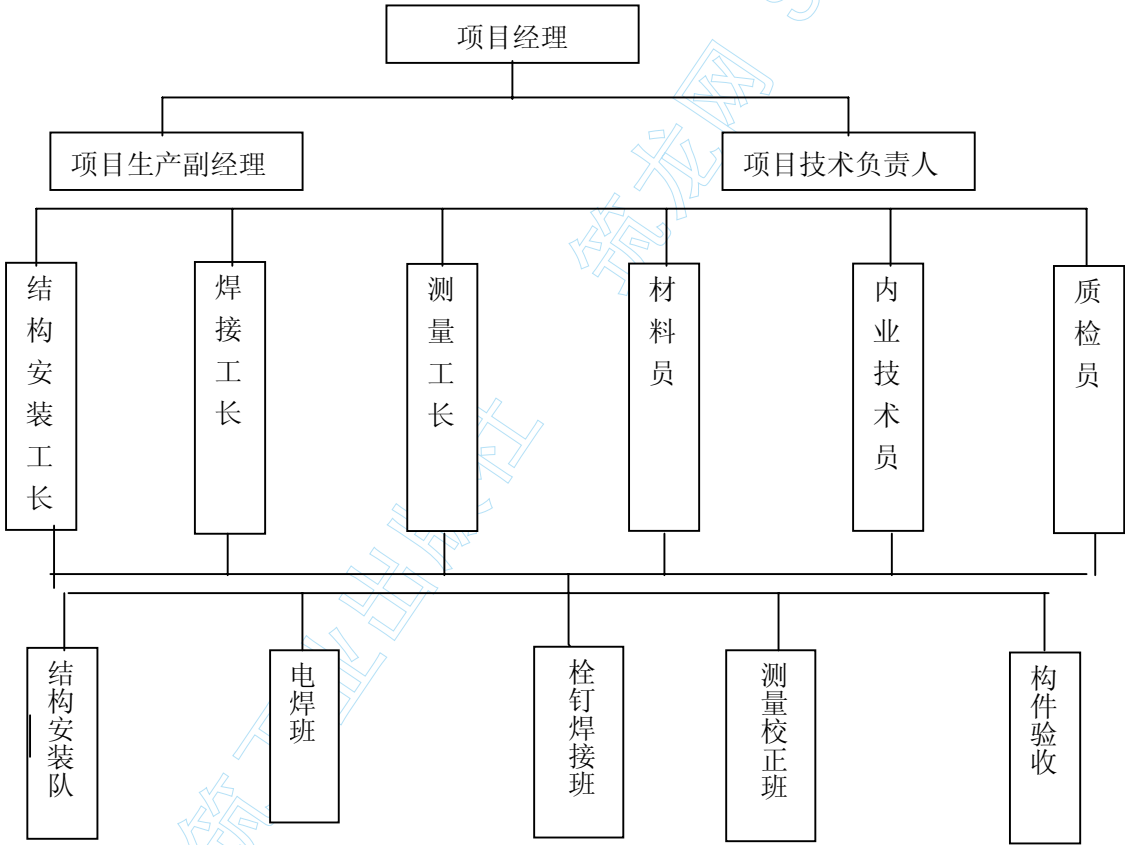 项目经理
项目生产副经理
项目技术负责人
结构安装工长
焊接工长
测量工长
材料员
内业技术员
质检员
结构安装队
电焊班
栓钉焊接班
测量校正班
构件验收
筑龙网